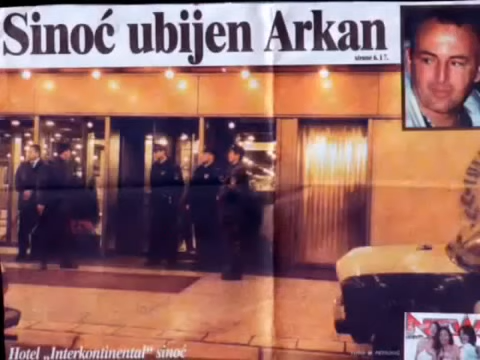 Sinoć ubijen Arkan
strane 6. i 7.
Hotel „Interkontinental“ sinoć